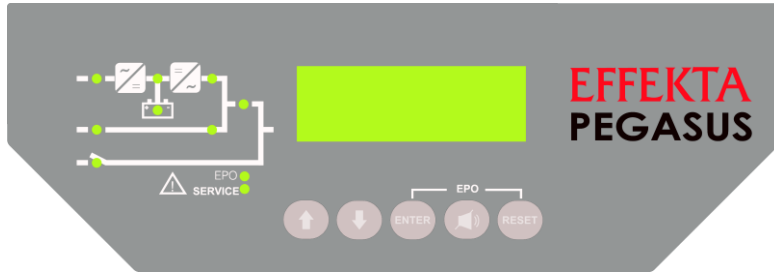 EFFEKTA
PEGASUS
EPO
SERVICE
EPO
ENTER
RESET